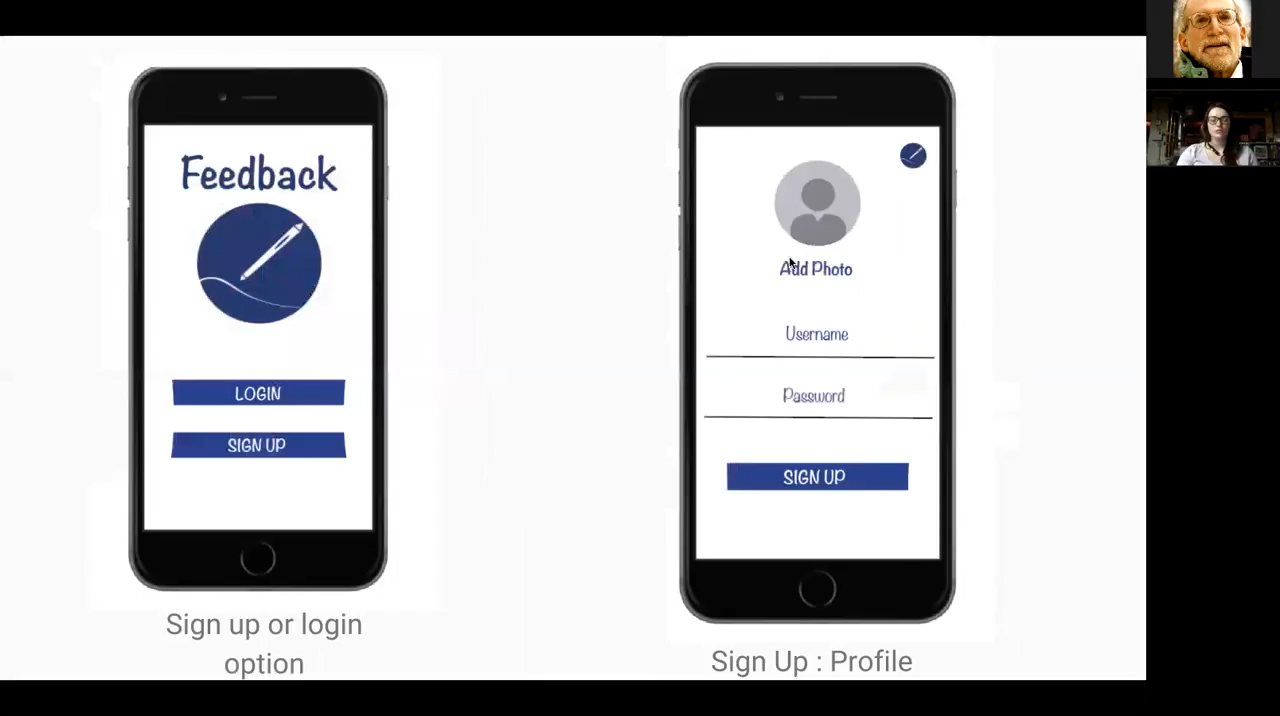 Feedback
LOGIN
SIGN UP
Sign up or login
option
Add Photo
Username
Password
SIGN UP
Sign Up : Profile